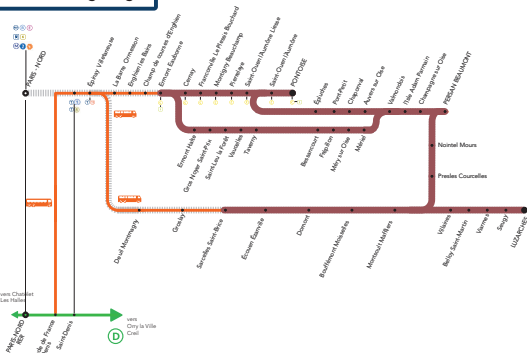 PARIS - NORD
Épinay Villetaneuse
La Barre Ormesson
Enghien les Bains
Champ de courses d'Enghien
Ermont Eaubonne
Cernay
Franconville Le Plessis Bouchard
Montigny Beauchamp
Pierrelaye
Saint-Ouen l'Aumône Liesse
Saint-Ouen l'Aumône
PONTOISE
Épluches
Pont-Petit
Chaponval
Auvers sur Oise
Valmondois
l'Isle Adam Parmain
Champagne sur Oise
PERSAN BEAUMONT
Ermont Halte
Gros Noyer Saint-Prix
Saint-Leu la Forêt
Vaucelles
Taverny
Bessancourt
Frépillon
Méry sur Oise
Mériel
Nointel Mours
Presles Courcelles
Deuil Montmagny
Groslay
Sarcelles Saint-Brice
Écouen Ézanville
Domont
Bouffémont Moisselles
Montsoult Maffliers
Villaines
Belloy Saint-Martin
Viarmes
Seugy
LUZARCHES
vers Chatelet
Les Halles
PARIS-NORD
RER
de de France
Denis
Saint-Denis
D
vers
Orry la Ville
Creil